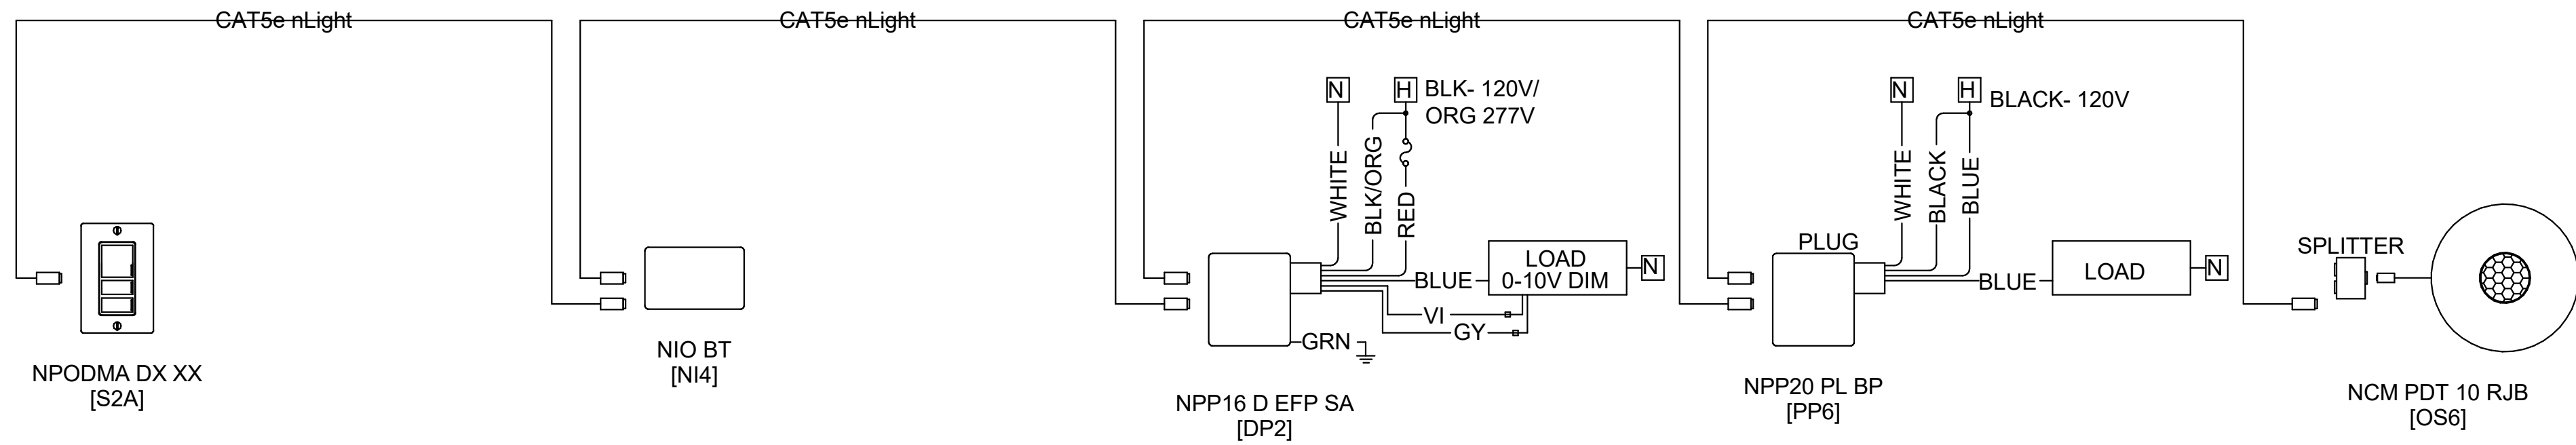 CAT5e nLight
CAT5e nLight
CAT5e nLight
CAT5e nLight
NPODMA DX XX
[S2A]
NIO BT
[NI4]
N
H
BLK- 120V/
ORG 277V
WHITE
BLK/ORG
RED
BLUE
LOAD
0-10V DIM
N
VI
GY
GRN
NPP16 D EFP SA
[DP2]
N
H
BLACK- 120V
WHITE
BLACK
BLUE
PLUG
BLUE
LOAD
N
NPP20 PL BP
[PP6]
SPLITTER
NCM PDT 10 RJB
[OS6]